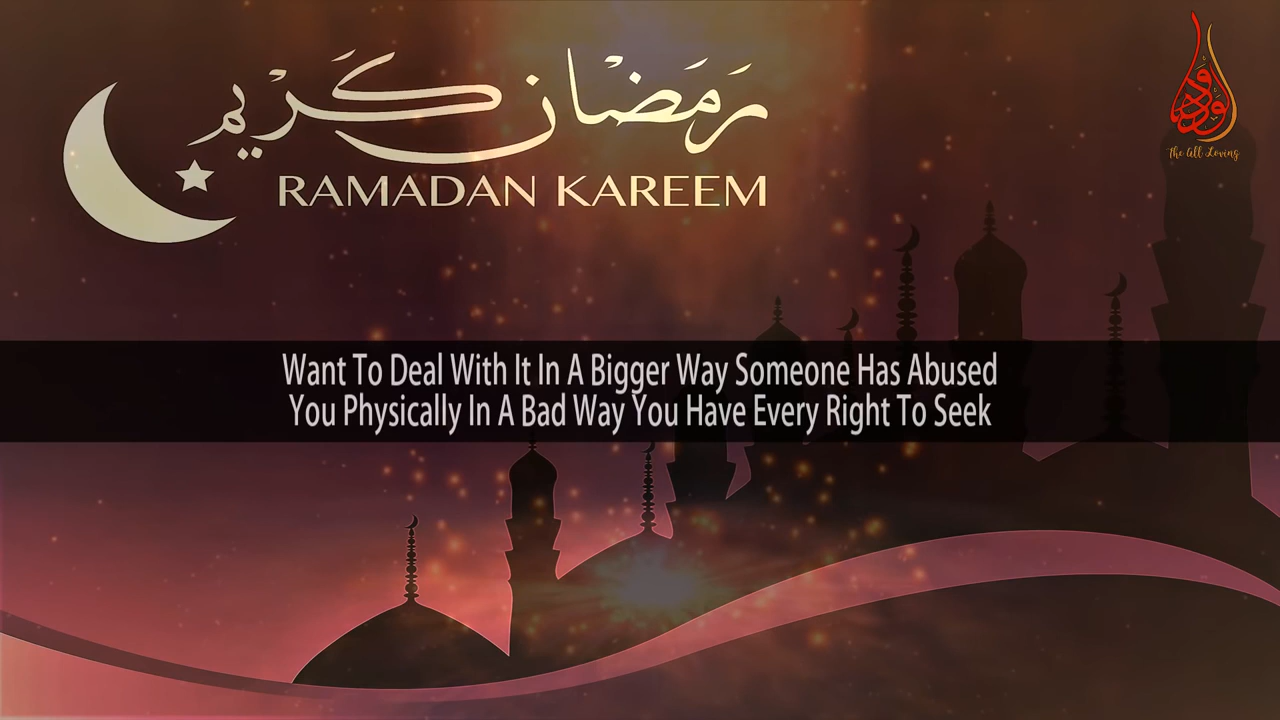 رَمَضَان كَرْيم
RAMADAN KAREEM
الودود
The All Loving
Want To Deal With It In A Bigger Way Someone Has Abused
You Physically In A Bad Way You Have Every Right To Seek